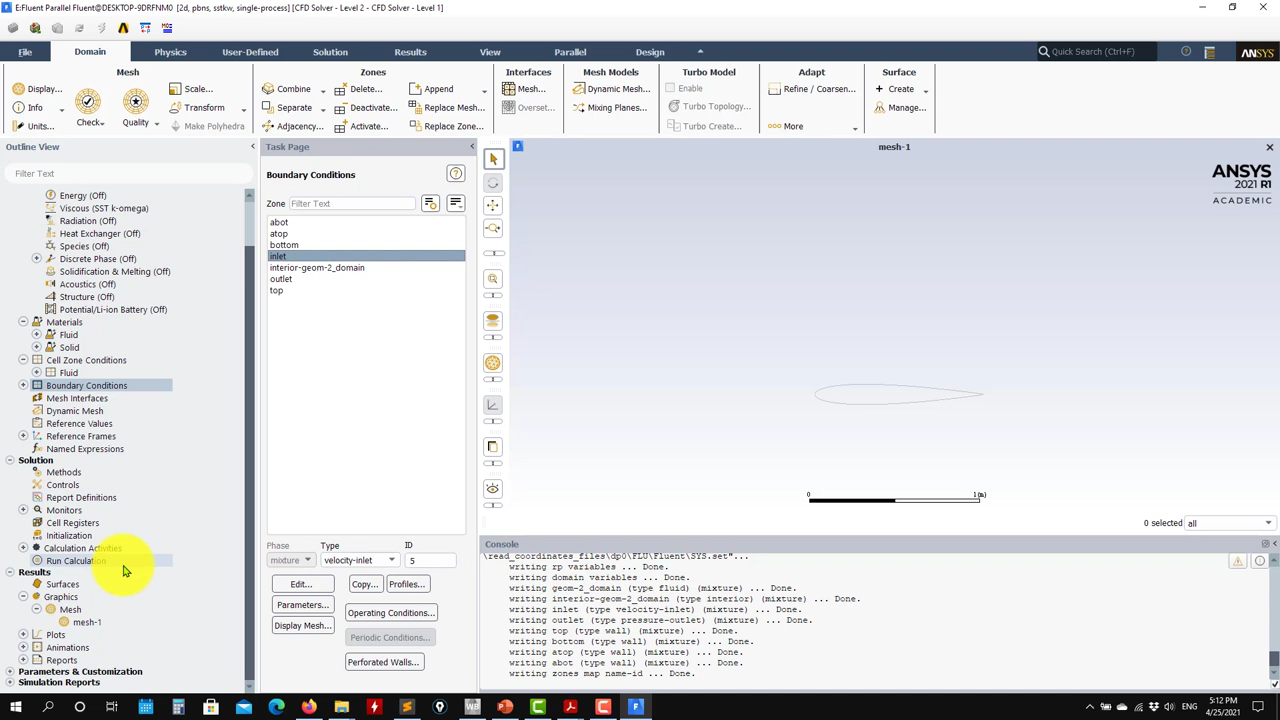 E:Fluent Parallel Fluent@DESKTOP-9DRFNM0 [2d, pbns, sstkw, single-process] [CFD Solver - Level 2 - CFD Solver - Level 1]
File Domain Physics User-Defined Solution Results View Parallel Design
Quick Search (Ctrl+F)
ANSYS
Mesh Zones Interfaces Mesh Models Turbo Model Adapt Surface
Display... Scale... Combine Delete... Append Mesh... Dynamic Mesh... Enable Refine / Coarsen... Create
Info Check Quality Transform Separate Deactivate... Replace Mesh... Overset... Mixing Planes... Turbo Topology... Manage...
Units... Make Polyhedra Adjacency... Activate... Replace Zone... Turbo Create... More
Outline View
Filter Text
Energy (Off)
Viscous (SST k-omega)
Radiation (Off)
Heat Exchanger (Off)
Species (Off)
Discrete Phase (Off)
Solidification & Melting (Off)
Acoustics (Off)
Structure (Off)
Potential/Li-ion Battery (Off)
Materials
Fluid
Solid
Cell Zone Conditions
Fluid
Boundary Conditions
Mesh Interfaces
Dynamic Mesh
Reference Values
Reference Frames
Named Expressions
Solution
Methods
Controls
Report Definitions
Monitors
Cell Registers
Initialization
Calculation Activities
Run Calculation
Results
Surfaces
Graphics
Mesh
mesh-1
Plots
Animations
Reports
Parameters & Customization
Simulation Reports
Task Page
Boundary Conditions
Zone Filter Text
abot
atop
bottom
inlet
interior-geom-2_domain
outlet
top
Phase Type ID
mixture velocity-inlet 5
Edit... Copy... Profiles...
Parameters... Operating Conditions...
Display Mesh... Periodic Conditions...
Perforated Walls...
mesh-1
ANSYS
2021 R1
ACADEMIC
0 1 (m)
0 selected all
Console
\read_coordinates_files\dp0\FLU\Fluent\SYS.set"...
writing rp variables ... Done.
writing domain variables ... Done.
writing geom-2_domain (type fluid) (mixture) ... Done.
writing interior-geom-2_domain (type interior) (mixture) ... Done.
writing inlet (type velocity-inlet) (mixture) ... Done.
writing outlet (type pressure-outlet) (mixture) ... Done.
writing top (type wall) (mixture) ... Done.
writing bottom (type wall) (mixture) ... Done.
writing atop (type wall) (mixture) ... Done.
writing abot (type wall) (mixture) ... Done.
writing zones map name-id ... Done.
5:12 PM
4/25/2021